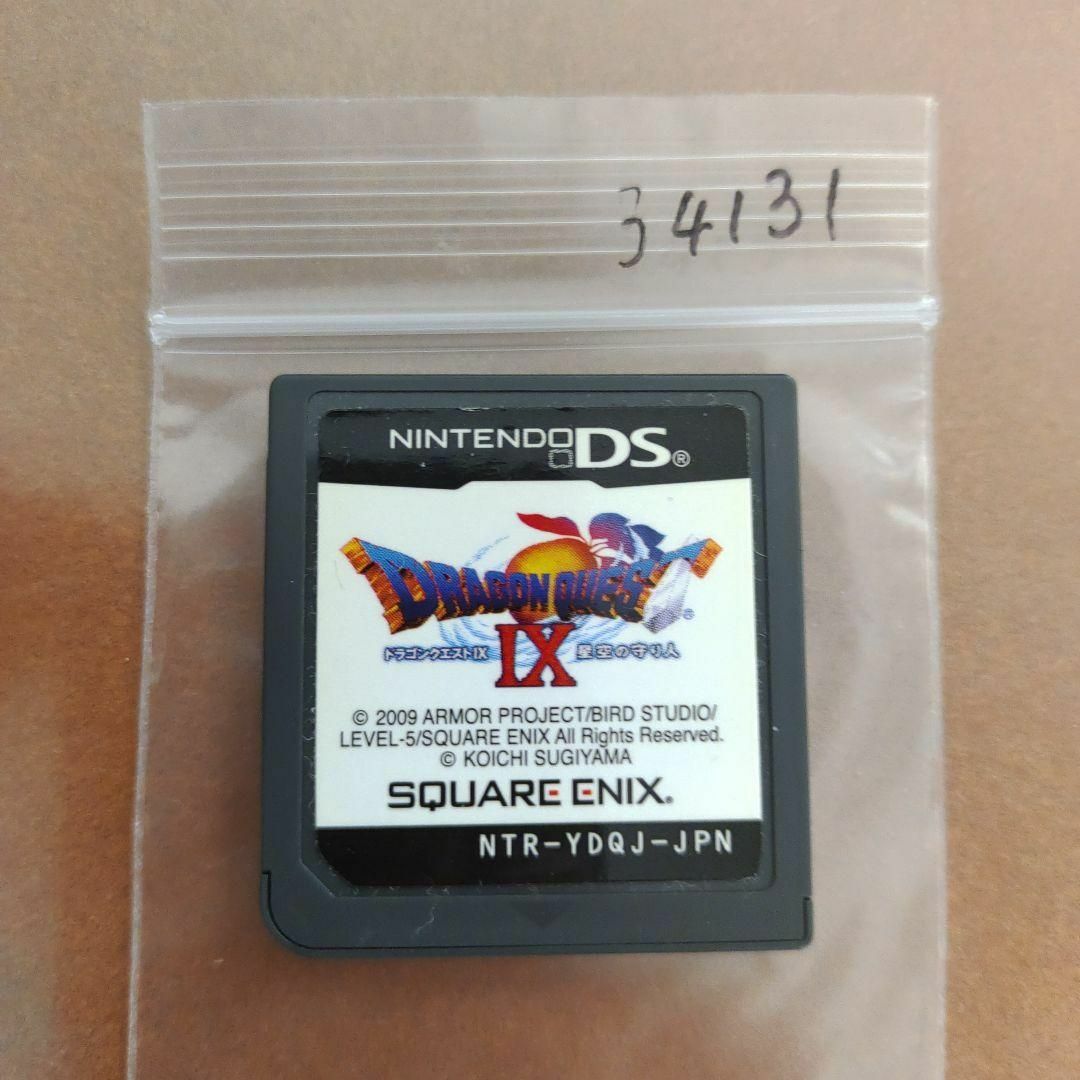 34131
NINTENDO DS®
DRAGON QUEST®
ドラゴンクエストIX IX 星空の守り人
© 2009 ARMOR PROJECT/BIRD STUDIO/
LEVEL-5/SQUARE ENIX All Rights Reserved.
© KOICHI SUGIYAMA
SQUARE ENIX.
NTR-YDQJ-JPN